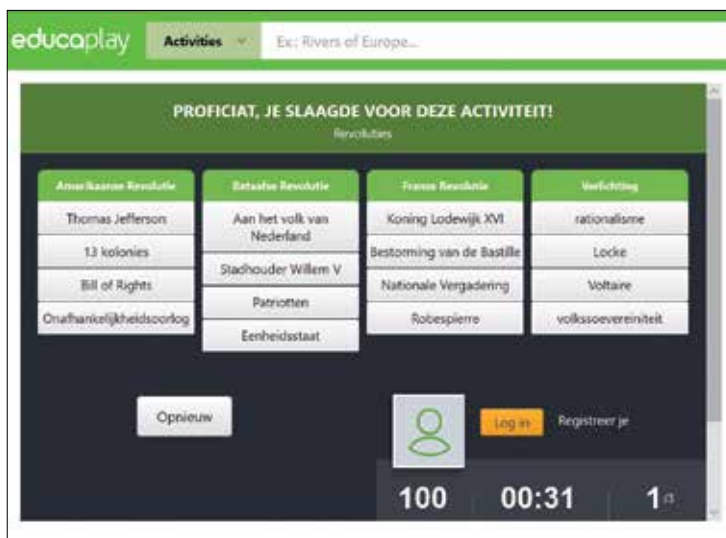 educaplay
Activities
Ex.: Rivers of Europe...
PROFICIAT, JE SLAAGDE VOOR DEZE ACTIVITEIT!
Revoluties
Amerikaanse Revolutie
Thomas Jefferson
13 kolonies
Bill of Rights
Onafhankelijkheidsoorlog
Bataafse Revolutie
Aan het volk van
Nederland
Stadhouder Willem V
Patriotten
Eenheidsstaat
Franse Revolutie
Koning Lodewijk XVI
Bestorming van de Bastille
Nationale Vergadering
Robespierre
Verlichting
rationalisme
Locke
Voltaire
volkssoevereiniteit
Opnieuw
Log in
Registreer je
100
00:31
1